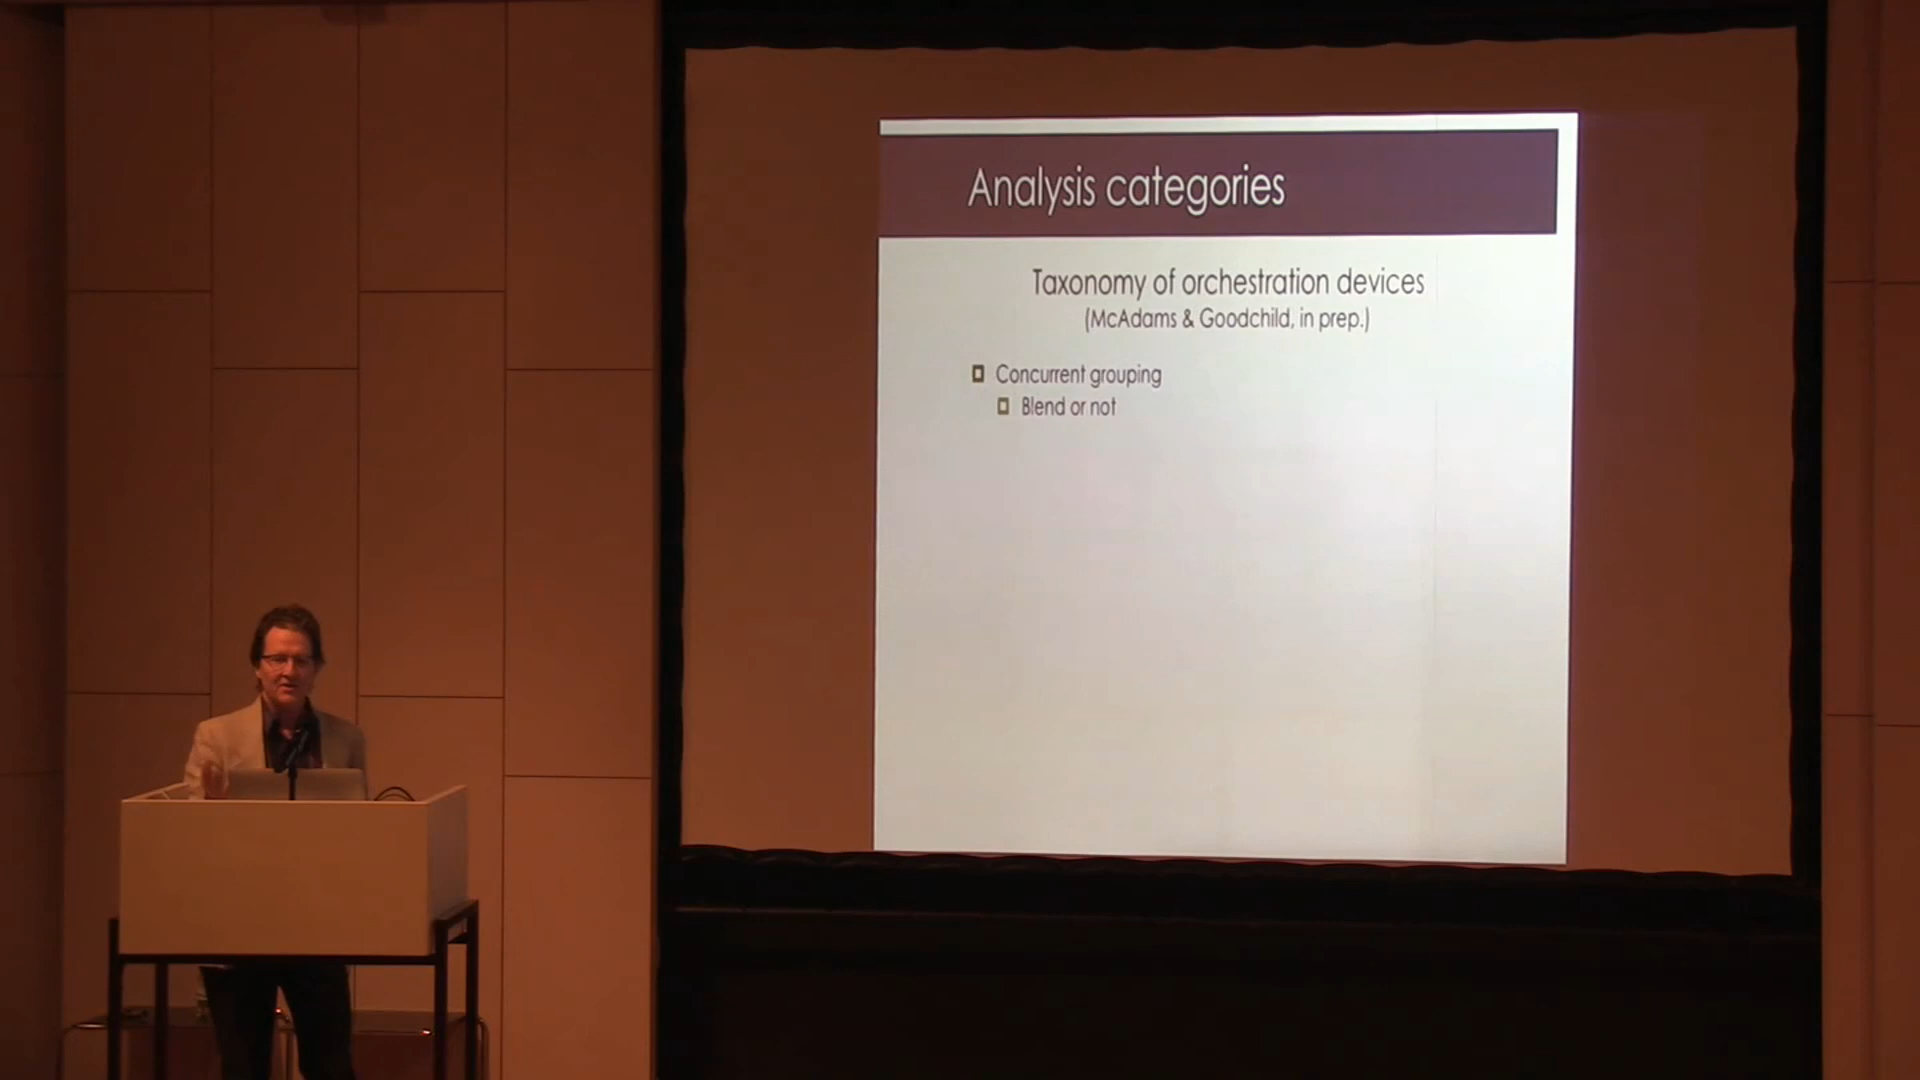 Analysis categories
Taxonomy of orchestration devices
(McAdams & Goodchild, in prep.)
Concurrent grouping
Blend or not